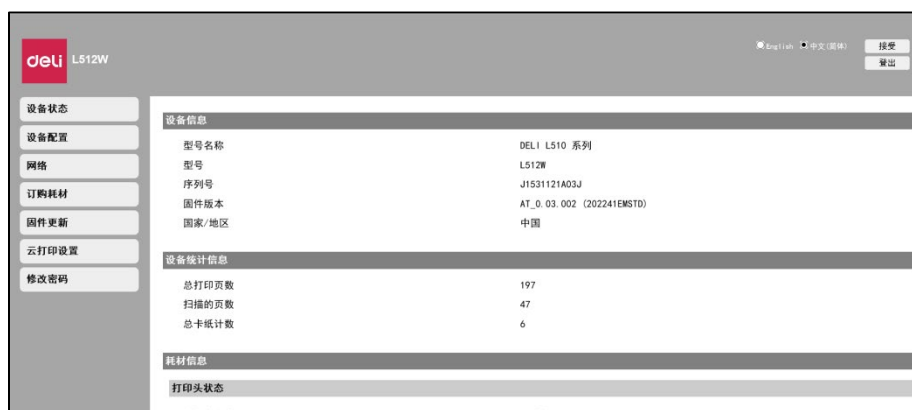 deli L512W
English 中文(简体) 接受
登出
设备状态
设备配置
网络
订购耗材
固件更新
云打印设置
修改密码
设备信息
型号名称 DELI L510 系列
型号 L512W
序列号 J1531121A03J
固件版本 AT_0.03.002 (202241EMSTD)
国家/地区 中国
设备统计信息
总打印页数 197
扫描的页数 47
总卡纸计数 6
耗材信息
打印头状态